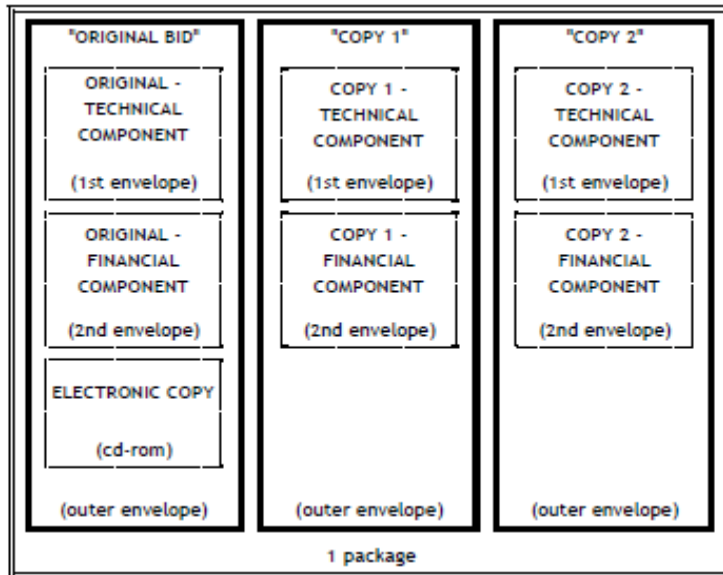 "ORIGINAL BID"
ORIGINAL -
TECHNICAL
COMPONENT
(1st envelope)
ORIGINAL -
FINANCIAL
COMPONENT
(2nd envelope)
ELECTRONIC COPY
(cd-rom)
(outer envelope)
"COPY 1"
COPY 1 -
TECHNICAL
COMPONENT
(1st envelope)
COPY 1 -
FINANCIAL
COMPONENT
(2nd envelope)
(outer envelope)
"COPY 2"
COPY 2 -
TECHNICAL
COMPONENT
(1st envelope)
COPY 2 -
FINANCIAL
COMPONENT
(2nd envelope)
(outer envelope)
1 package